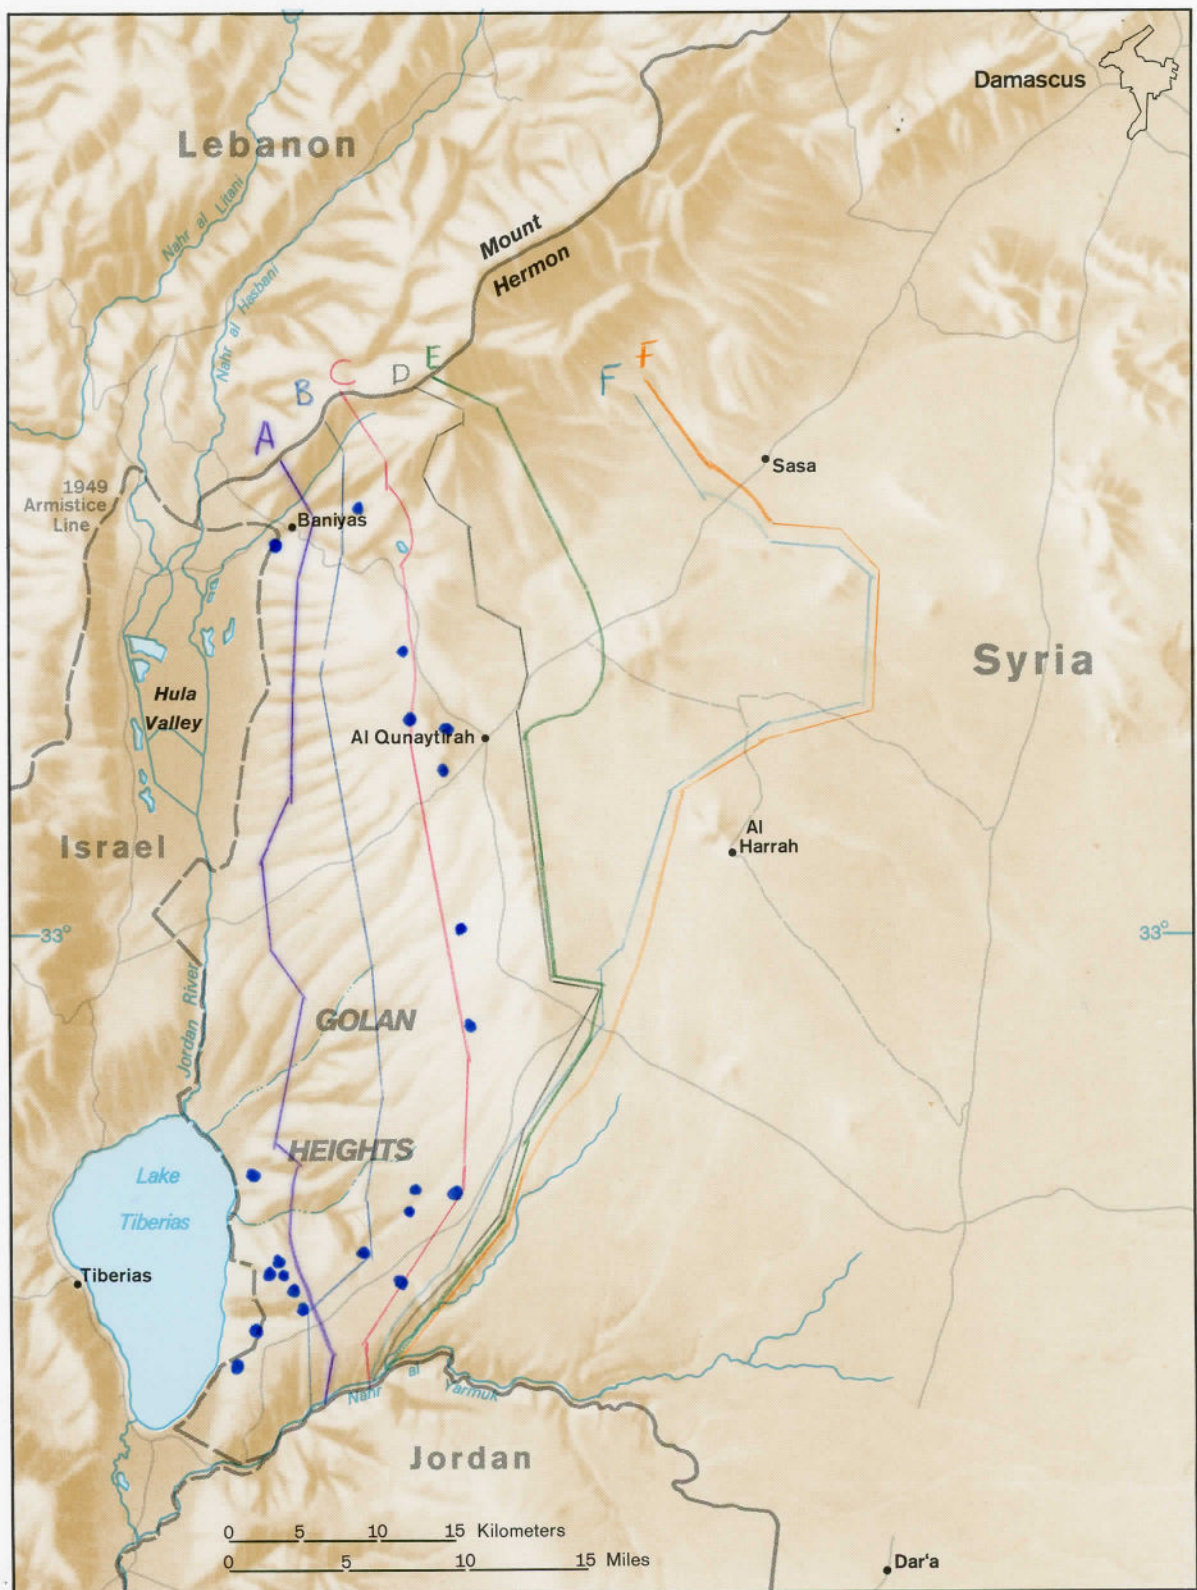 Damascus
Lebanon
Nahr al Litani
Nahr al Hasbani
Mount
Hermon
A
B
C
D
E
F
F
Sasa
1949
Armistice
Line
Baniyas
Syria
Hula
Valley
Al Qunaytirah
Israel
Al
Harrah
33°
33°
Jordan River
GOLAN
HEIGHTS
Lake
Tiberias
Tiberias
Nahr al Yarmuk
Jordan
0 5 10 15 Kilometers
0 5 10 15 Miles
Dar'a